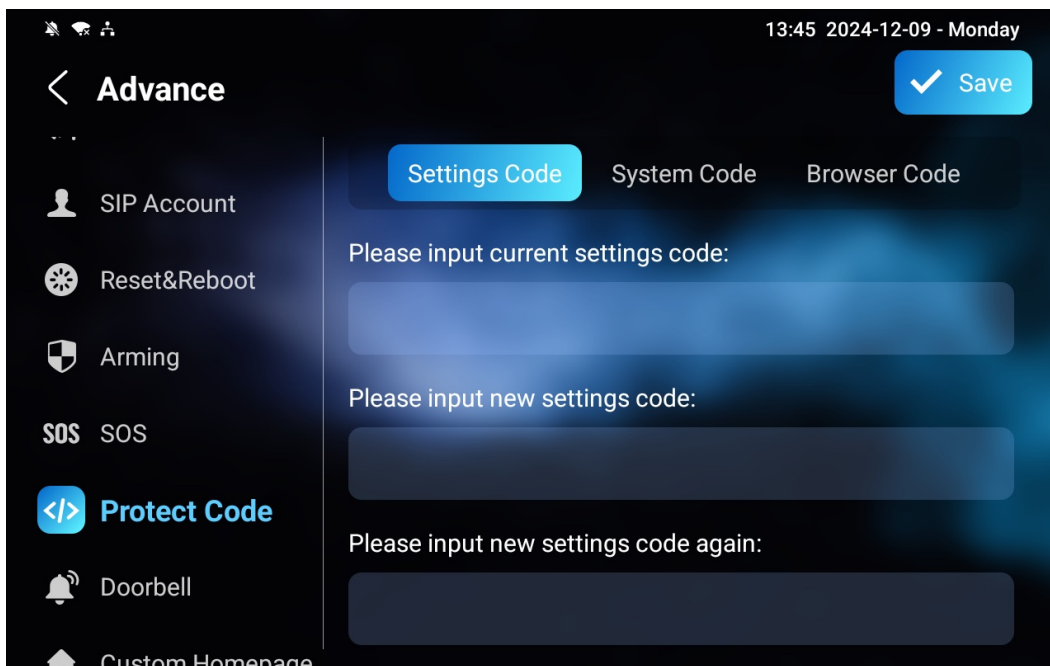 13:45 2024-12-09 - Monday
Advance
Save
SIP Account
Reset&Reboot
Arming
SOS SOS
Protect Code
Doorbell
Custom Homepage
Settings Code System Code Browser Code
Please input current settings code:
Please input new settings code:
Please input new settings code again: